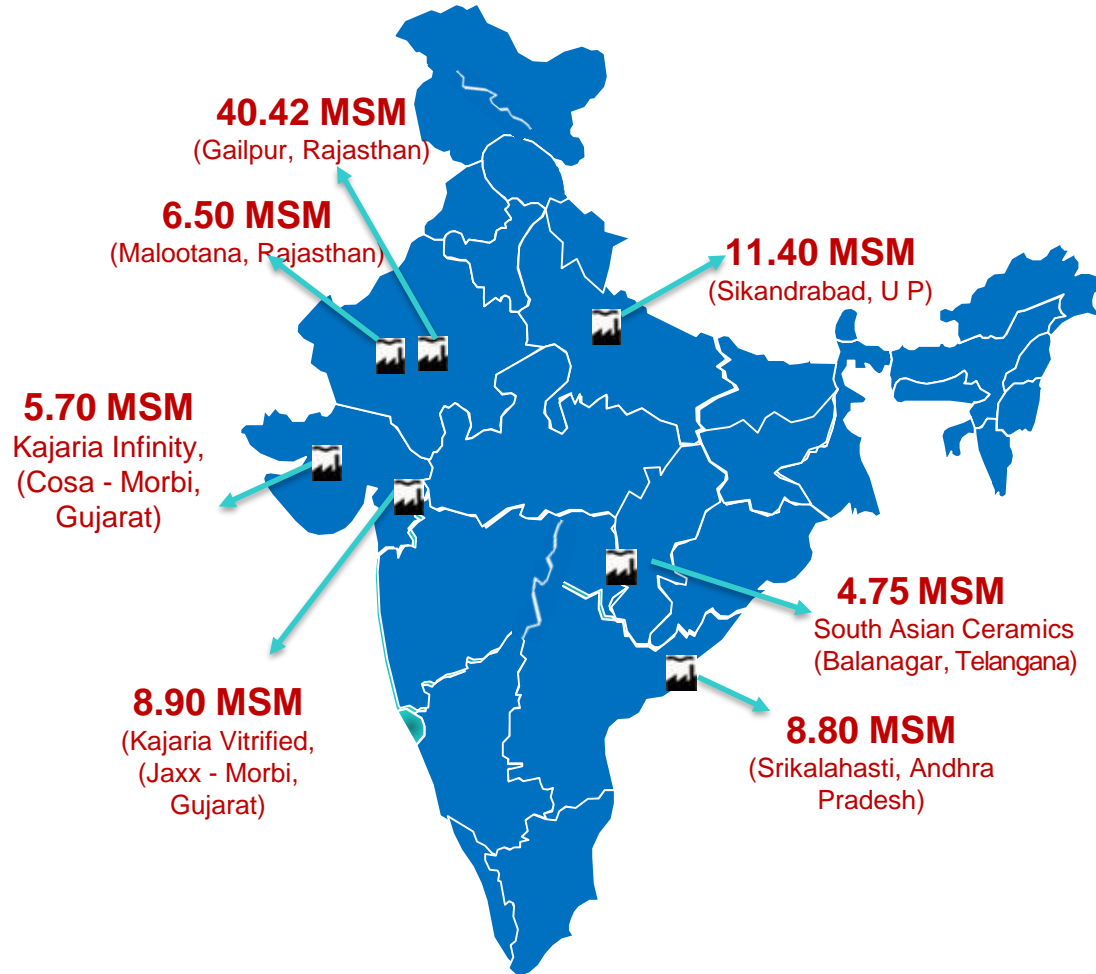 40.42 MSM
(Gailpur, Rajasthan)
6.50 MSM
(Malootana, Rajasthan)
11.40 MSM
(Sikandrabad, U P)
5.70 MSM
Kajaria Infinity,
(Cosa - Morbi,
Gujarat)
4.75 MSM
South Asian Ceramics
(Balanagar, Telangana)
8.90 MSM
(Kajaria Vitrified,
(Jaxx - Morbi,
Gujarat)
8.80 MSM
(Srikalahasti, Andhra
Pradesh)